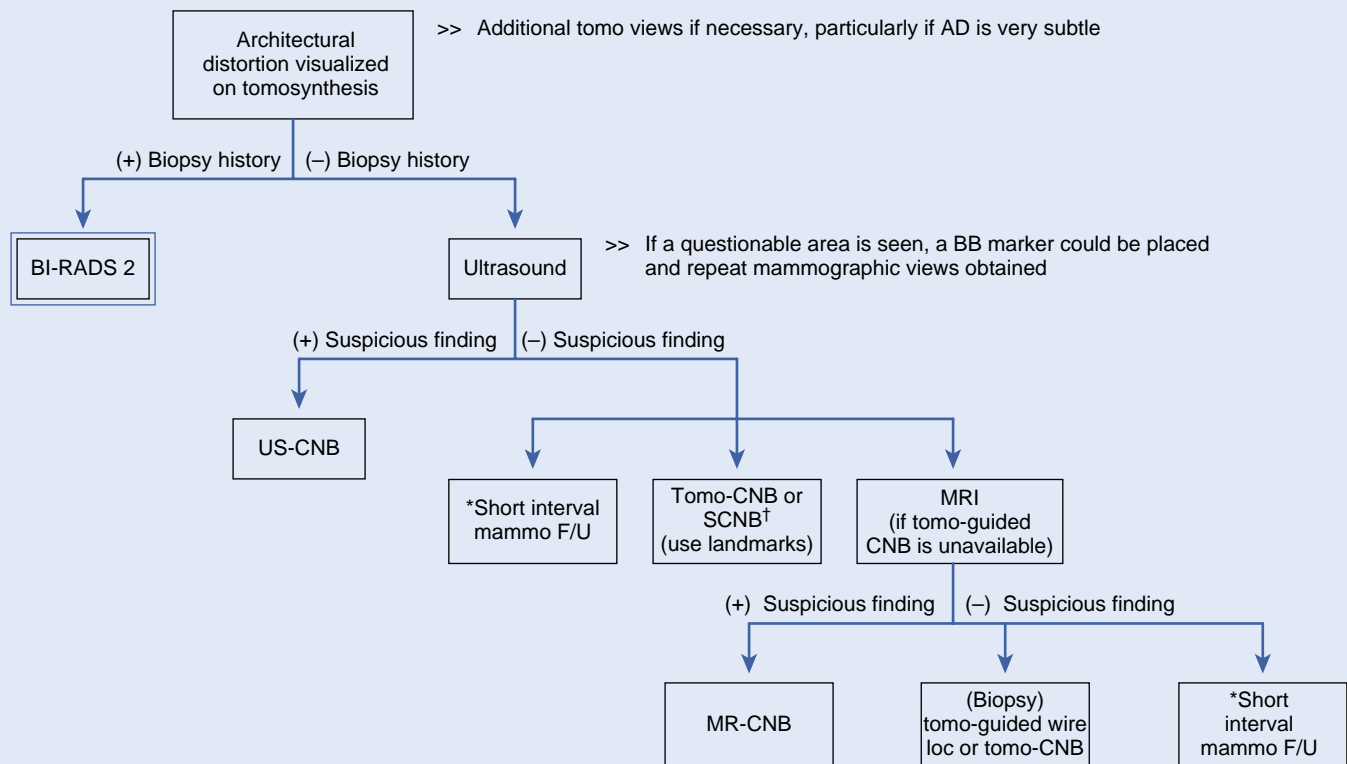 Architectural
distortion visualized
on tomosynthesis
>> Additional tomo views if necessary, particularly if AD is very subtle
(+) Biopsy history
(–) Biopsy history
BI-RADS 2
Ultrasound
>> If a questionable area is seen, a BB marker could be placed
and repeat mammographic views obtained
(+) Suspicious finding
(–) Suspicious finding
US-CNB
*Short interval
mammo F/U
Tomo-CNB or
SCNB†
(use landmarks)
MRI
(if tomo-guided
CNB is unavailable)
(+) Suspicious finding
(–) Suspicious finding
MR-CNB
(Biopsy)
tomo-guided wire
loc or tomo-CNB
*Short
interval
mammo F/U